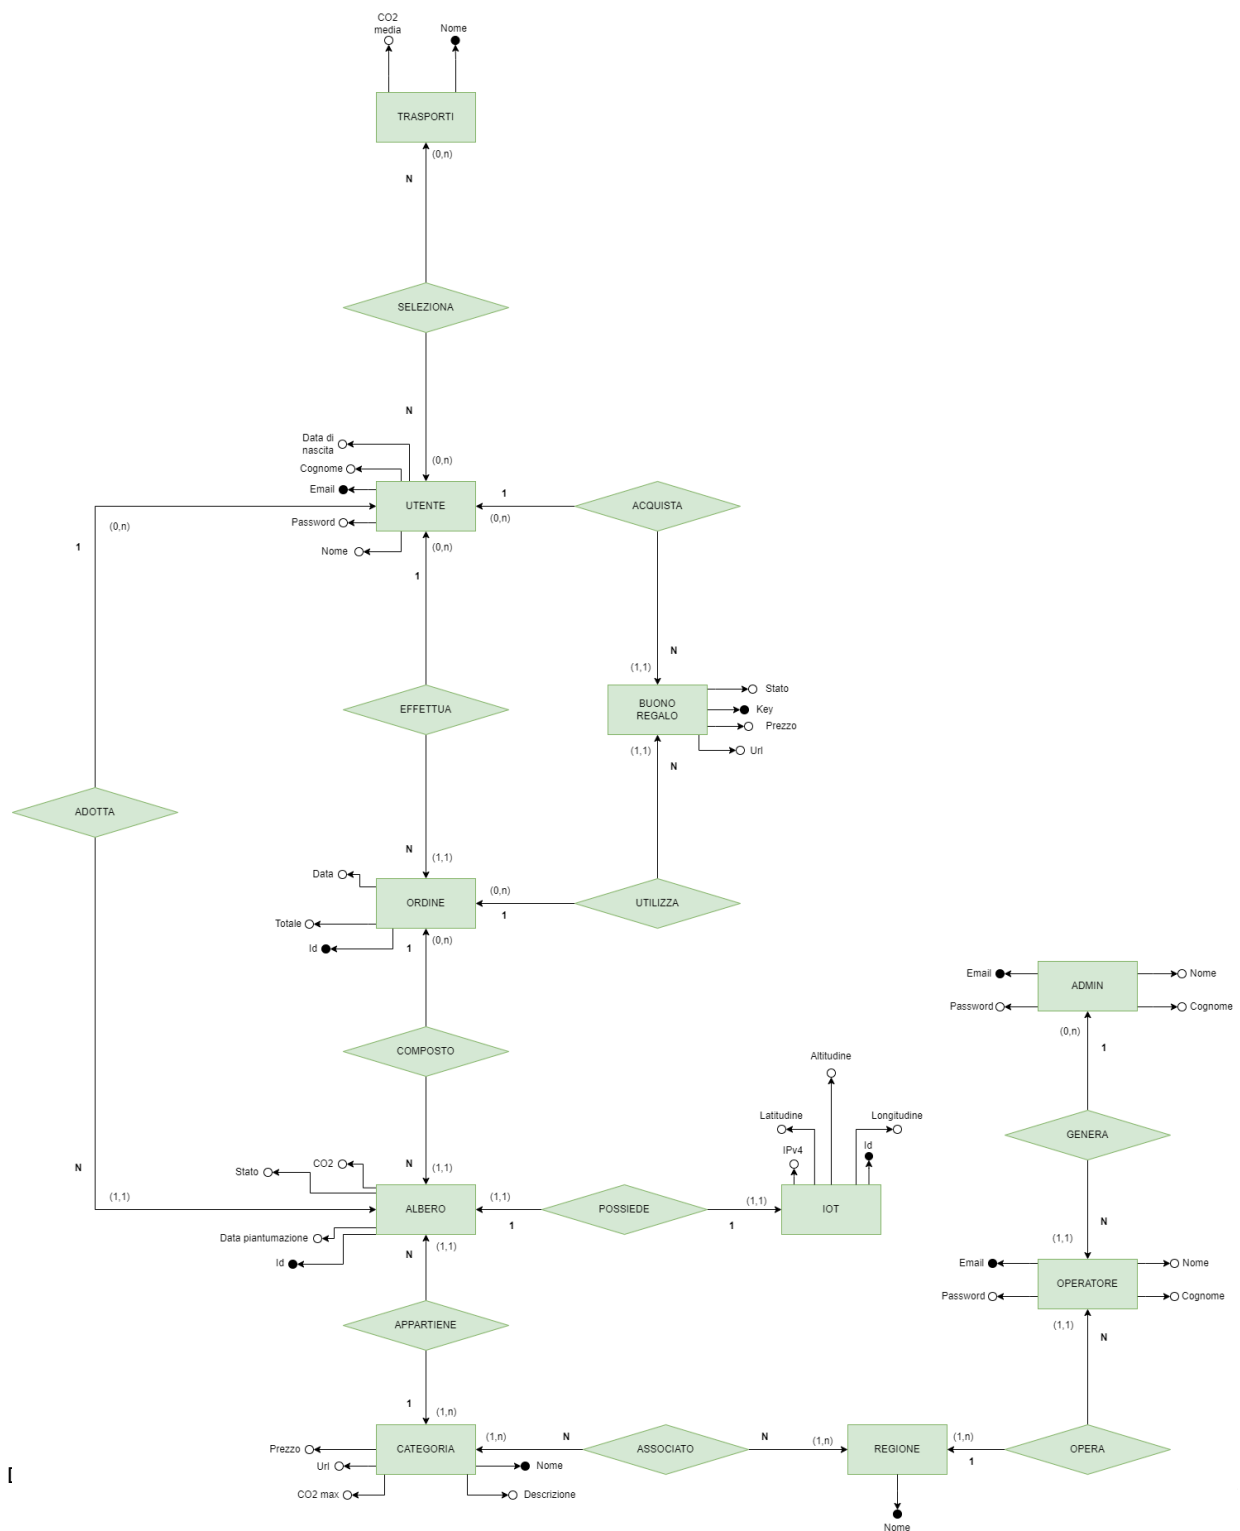 CO2
media
Nome
TRASPORTI
(0,n)
N
SELEZIONA
N
(0,n)
Data di
nascita
Cognome
Email
Password
Nome
UTENTE
1
(0,n)
ACQUISTA
(0,n)
1
(0,n)
1
N
(1,1)
BUONO
REGALO
Stato
Key
Prezzo
Url
(1,1)
N
EFFETTUA
ADOTTA
N
(1,1)
Data
Totale
Id
ORDINE
(0,n)
1
UTILIZZA
1
(0,n)
Email
Password
ADMIN
Nome
Cognome
(0,n)
1
COMPOSTO
Altitudine
Latitudine
Longitudine
IPv4
Id
GENERA
N
(1,1)
N
(1,1)
CO2
Stato
Data piantumazione
Id
ALBERO
(1,1)
1
POSSIEDE
(1,1)
1
IOT
N
(1,1)
N
(1,1)
Email
Password
OPERATORE
Nome
Cognome
(1,1)
N
APPARTIENE
1
(1,n)
Prezzo
Url
CO2 max
CATEGORIA
Nome
Descrizione
(1,n)
N
ASSOCIATO
N
(1,n)
REGIONE
(1,n)
1
OPERA
Nome